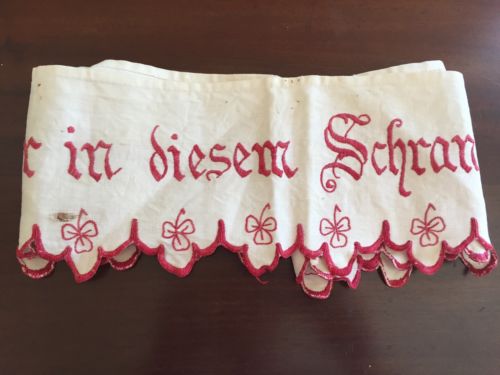 r in diesem Schran